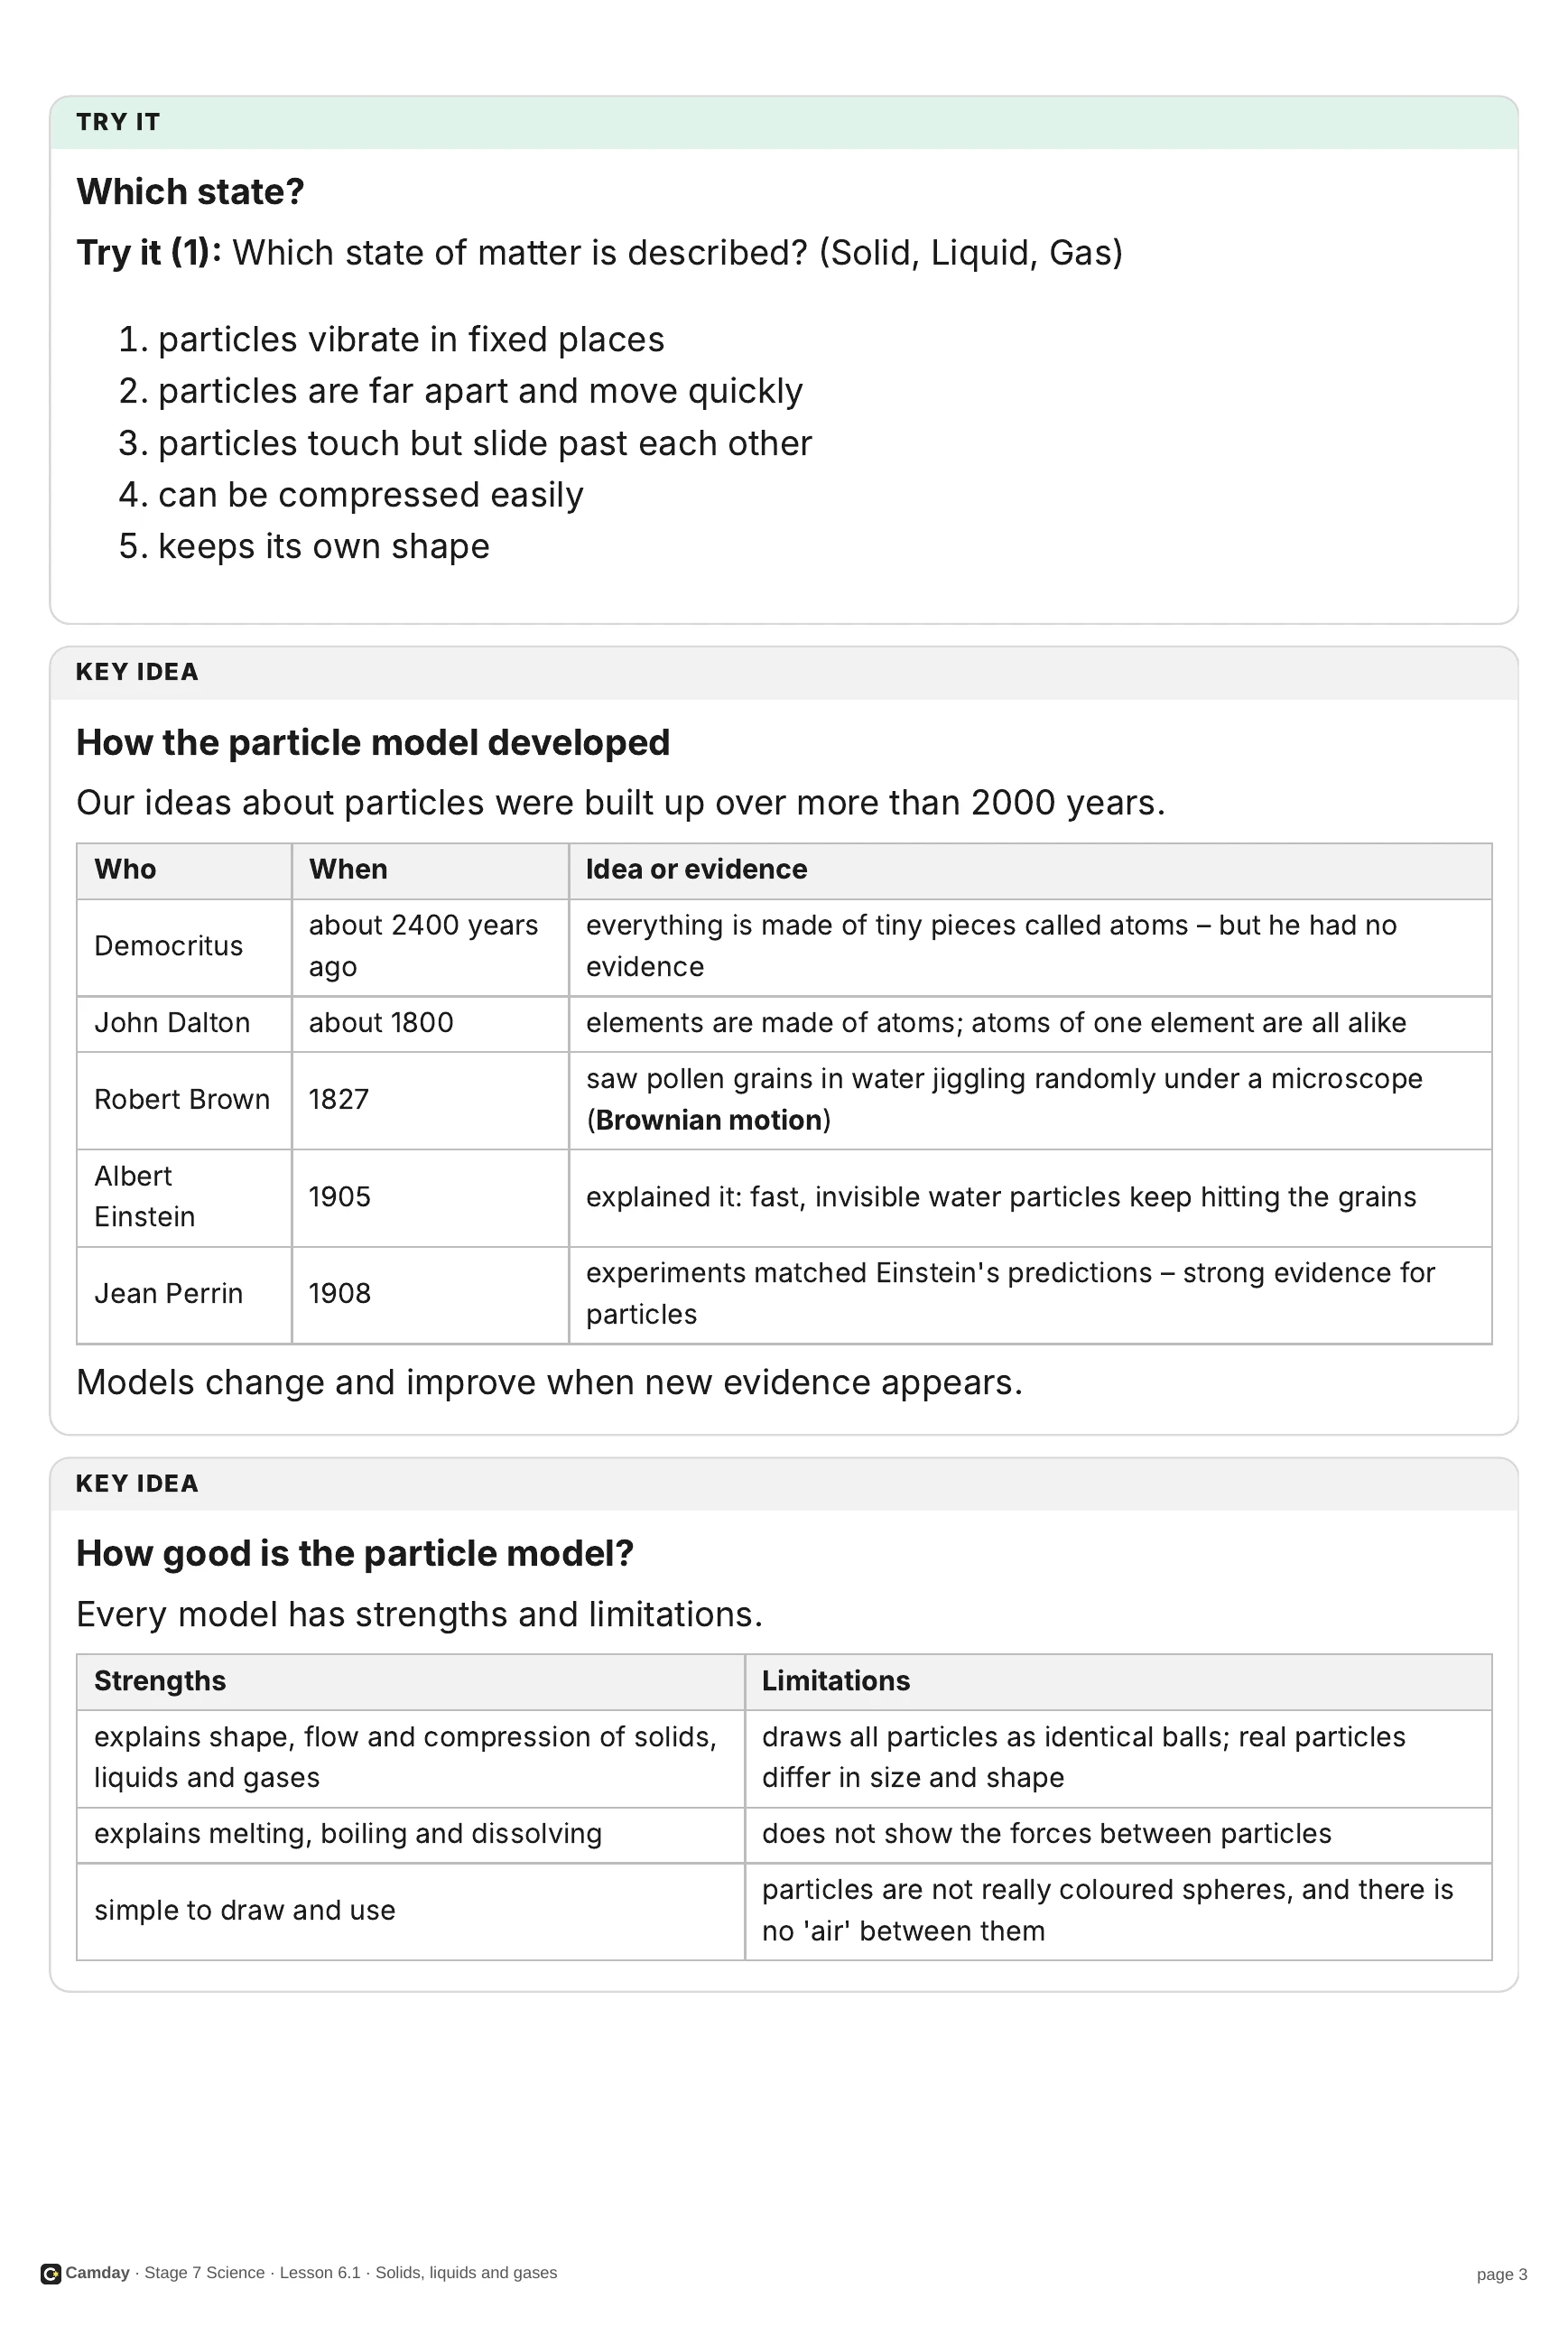 TRY IT
Which state?
Try it (1): Which state of matter is described? (Solid, Liquid, Gas)
1. particles vibrate in fixed places
2. particles are far apart and move quickly
3. particles touch but slide past each other
4. can be compressed easily
5. keeps its own shape
KEY IDEA
How the particle model developed
Our ideas about particles were built up over more than 2000 years.
Who When Idea or evidence
Democritus about 2400 years ago everything is made of tiny pieces called atoms – but he had no evidence
John Dalton about 1800 elements are made of atoms; atoms of one element are all alike
Robert Brown 1827 saw pollen grains in water jiggling randomly under a microscope (Brownian motion)
Albert Einstein 1905 explained it: fast, invisible water particles keep hitting the grains
Jean Perrin 1908 experiments matched Einstein's predictions – strong evidence for particles
Models change and improve when new evidence appears.
KEY IDEA
How good is the particle model?
Every model has strengths and limitations.
Strengths Limitations
explains shape, flow and compression of solids, liquids and gases draws all particles as identical balls; real particles differ in size and shape
explains melting, boiling and dissolving does not show the forces between particles
simple to draw and use particles are not really coloured spheres, and there is no 'air' between them
Camday · Stage 7 Science · Lesson 6.1 · Solids, liquids and gases page 3